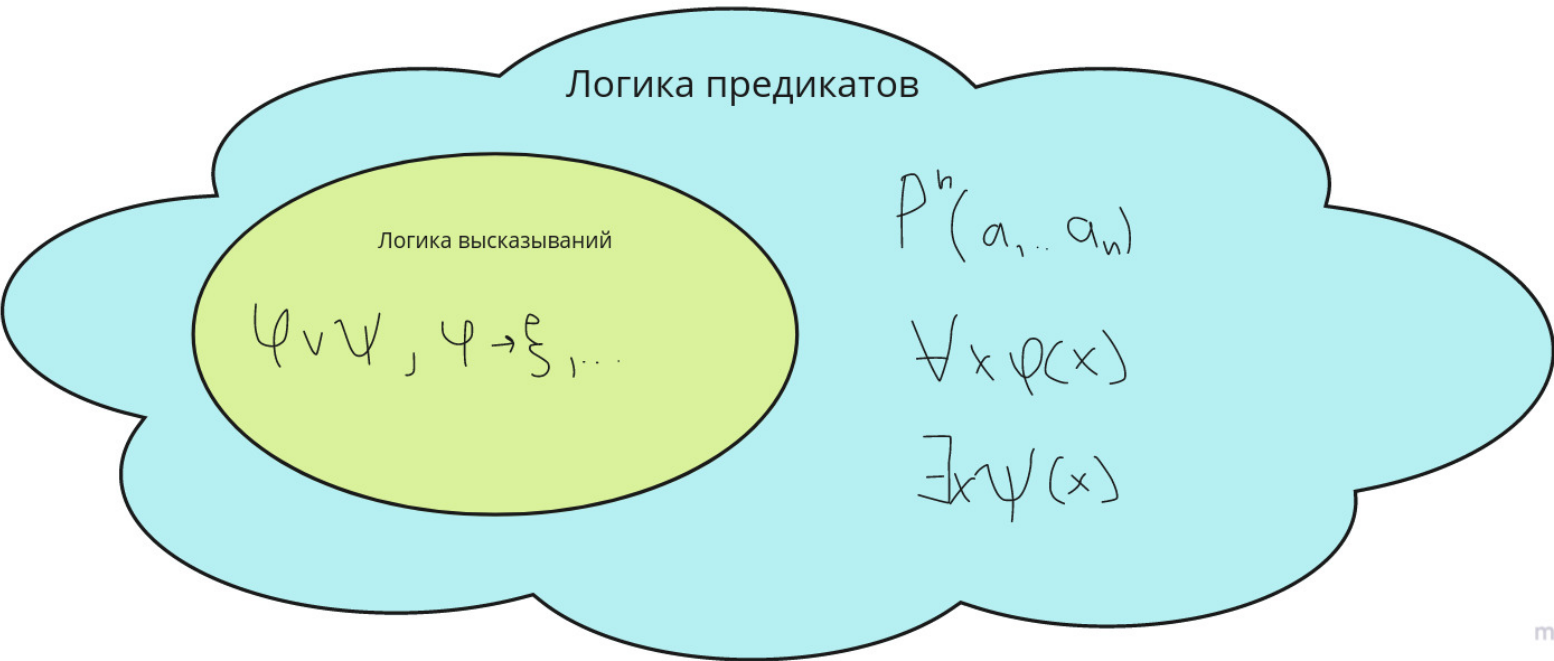 Логика предикатов
Логика высказываний
φ ∨ ψ, φ → ξ, ...
Pⁿ(a₁ .. aₙ)
∀x φ(x)
∃x ψ(x)
m